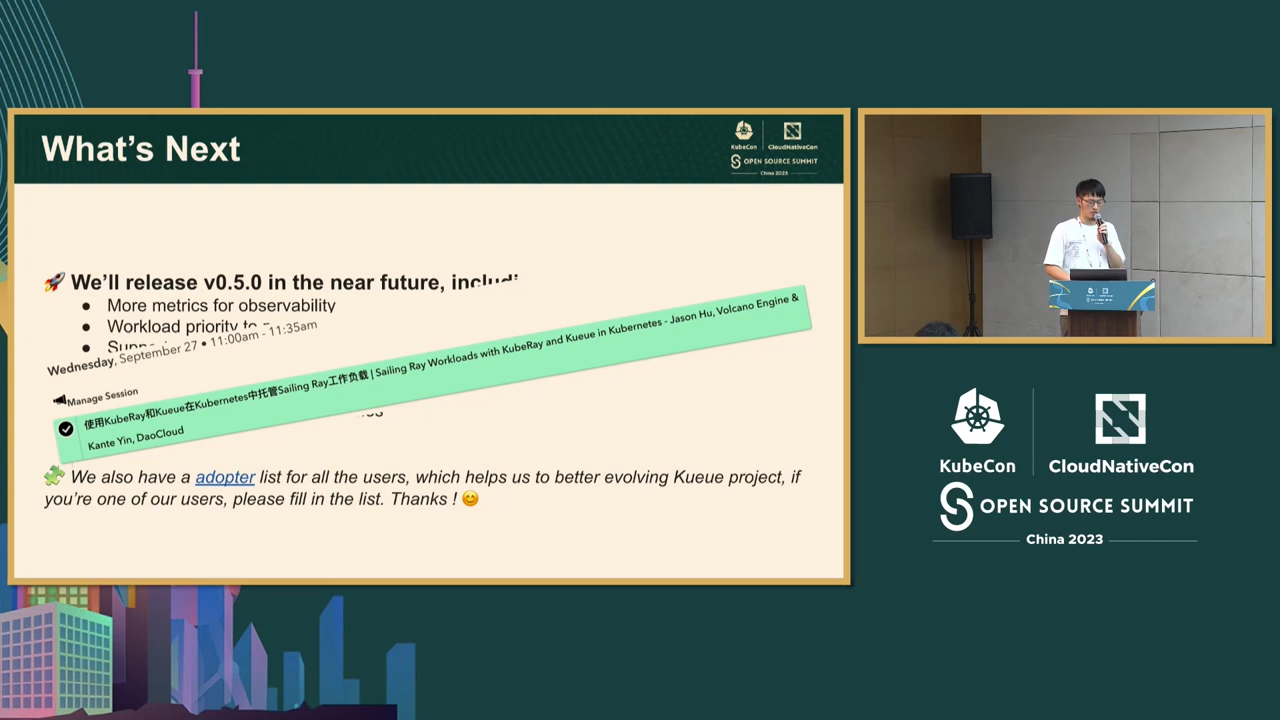 What's Next
KubeCon
CloudNativeCon
OPEN SOURCE SUMMIT
China 2023
🚀 We'll release v0.5.0 in the near future,
● More metrics for observability
● Workload priority
Wednesday, September 27 • 11:00am - 11:35am
Manage Session
使用KubeRay和Kueue在Kubernetes中托管Sailing Ray工作负载 | Sailing Ray Workloads with KubeRay and Kueue in Kubernetes - Jason Hu, Volcano Engine &
Kante Yin, DaoCloud
🧩 We also have a adopter list for all the users, which helps us to better evolving Kueue project, if
you're one of our users, please fill in the list. Thanks ! 😊
KubeCon
CloudNativeCon
OPEN SOURCE SUMMIT
China 2023